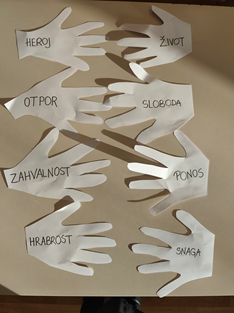 HEROJ
ŽIVOT
OTPOR
SLOBODA
ZAHVALNOST
PONOS
HRABROST
SNAGA